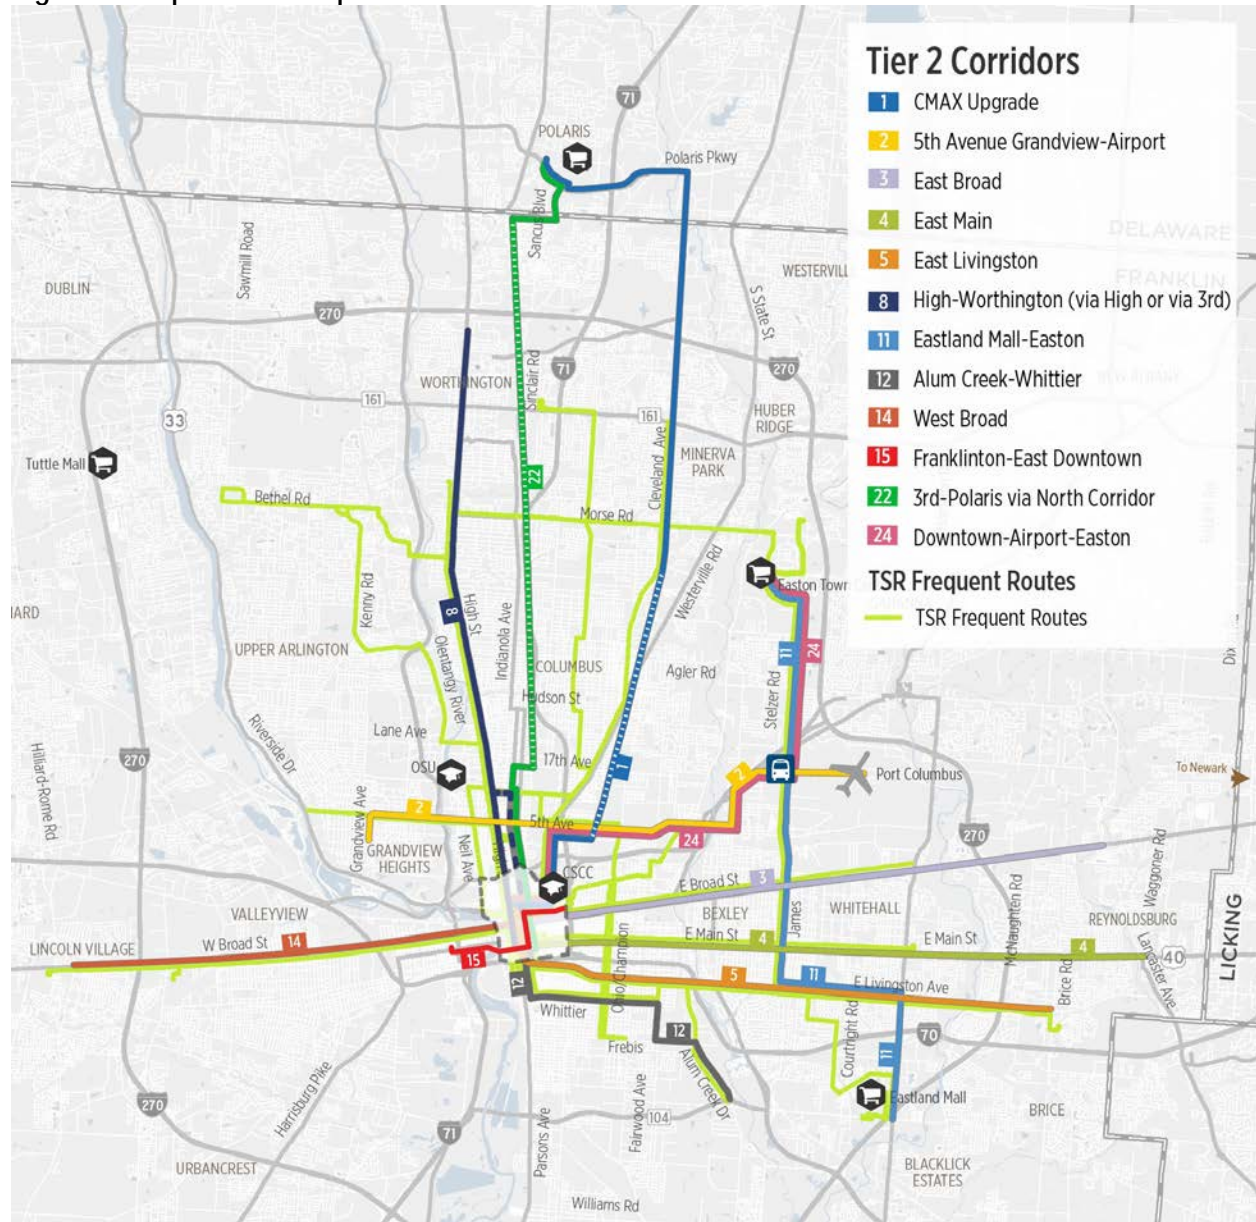 Tier 2 Corridors
1 CMAX Upgrade
2 5th Avenue Grandview-Airport
3 East Broad
4 East Main
5 East Livingston
8 High-Worthington (via High or via 3rd)
11 Eastland Mall-Easton
12 Alum Creek-Whittier
14 West Broad
15 Franklinton-East Downtown
22 3rd-Polaris via North Corridor
24 Downtown-Airport-Easton
TSR Frequent Routes
TSR Frequent Routes
71
POLARIS
Polaris Pkwy
Sancus Blvd
DELAWARE
FRANKLIN
Sawmill Road
DUBLIN
WESTERVILL
S State St
270
71
270
Sinclair Rd
WORTHINGTON
161
161
33
HUBER
RIDGE
NEW ALBANY
MINERVA
PARK
Cleveland Ave
Tuttle Mall
22
Bethel Rd
Morse Rd
Westerville Rd
Easton Town
Kenny Rd
8
High St
Indianola Ave
Olentangy River
IARD
UPPER ARLINGTON
COLUMBUS
Agler Rd
11
24
Stelzer Rd
Dix
Hudson St
Riverside Dr
Lane Ave
17th Ave
1
OSU
270
Hilliard-Rome Rd
2
Port Columbus
To Newark
Grandview Ave
2
5th Ave
24
270
GRANDVIEW
HEIGHTS
Neil Ave
High
CSCC
E Broad St
3
Waggoner Rd
VALLEYVIEW
BEXLEY
WHITEHALL
James
McNaughten Rd
REYNOLDSBURG
LINCOLN VILLAGE
W Broad St
14
E Main St
4
E Main St
4
40
15
Ohio/Champion
Lancaster Ave
LICKING
12
5
11
E Livingston Ave
Brice Rd
Whittier
Courtright Rd
12
70
Frebis
Alum Creek Dr
11
Harrisburg Pike
270
Eastland Mall
Fairwood Ave
104
BRICE
71
Parsons Ave
URBANCREST
BLACKLICK
ESTATES
Williams Rd